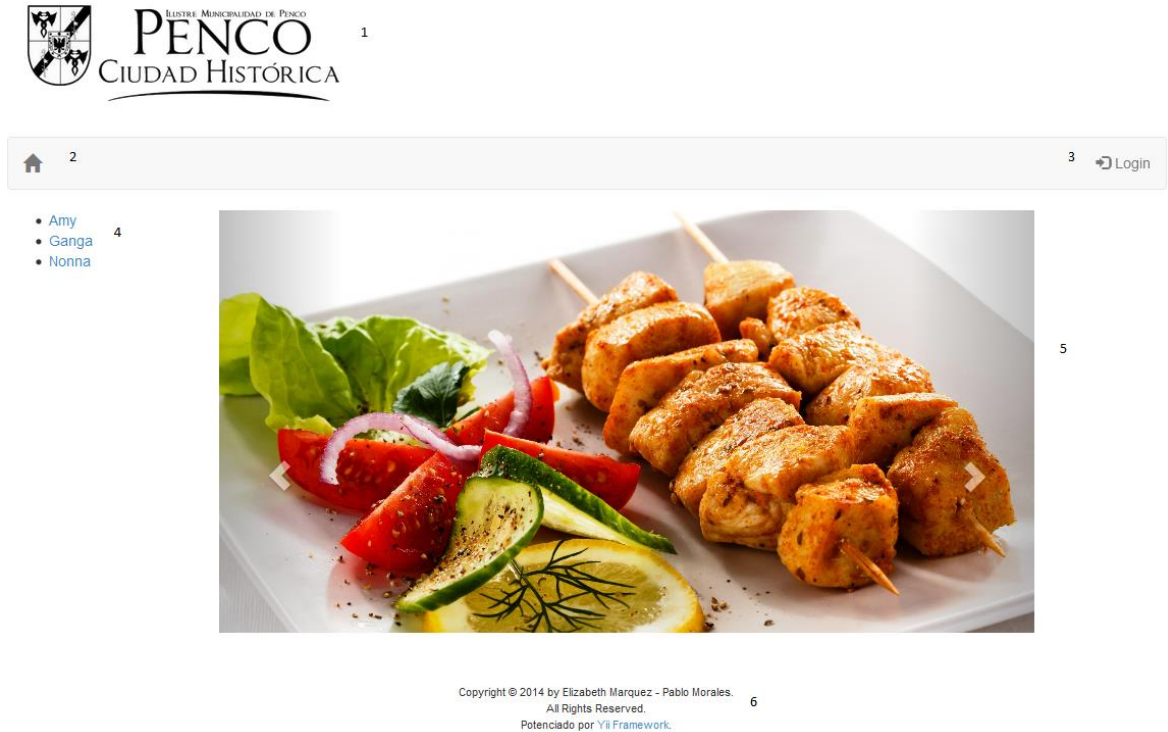 ILUSTRE MUNICIPALIDAD DE PENCO
PENCO
CIUDAD HISTÓRICA
1
2
3
Login
Amy
Ganga
Nonna
4
5
Copyright © 2014 by Elizabeth Marquez - Pablo Morales.
All Rights Reserved.
Potenciado por Yii Framework.
6